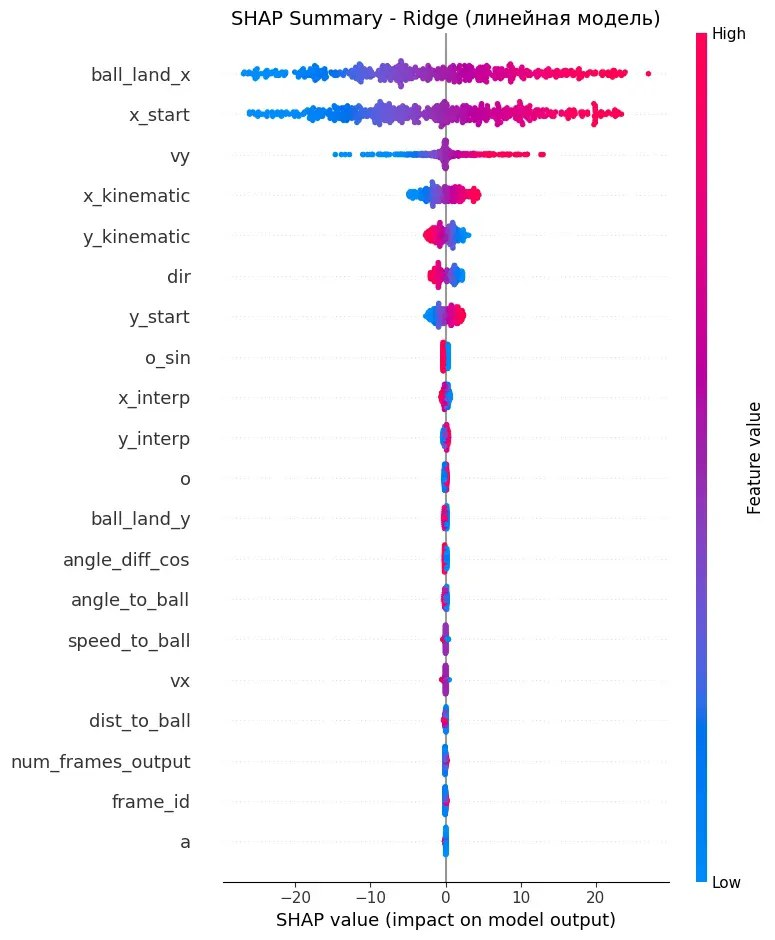 SHAP Summary - Ridge (линейная модель)
High
ball_land_x
x_start
vy
x_kinematic
y_kinematic
dir
y_start
o_sin
x_interp
y_interp
o
ball_land_y
angle_diff_cos
angle_to_ball
speed_to_ball
vx
dist_to_ball
num_frames_output
frame_id
a
Feature value
Low
−20 −10 0 10 20
SHAP value (impact on model output)